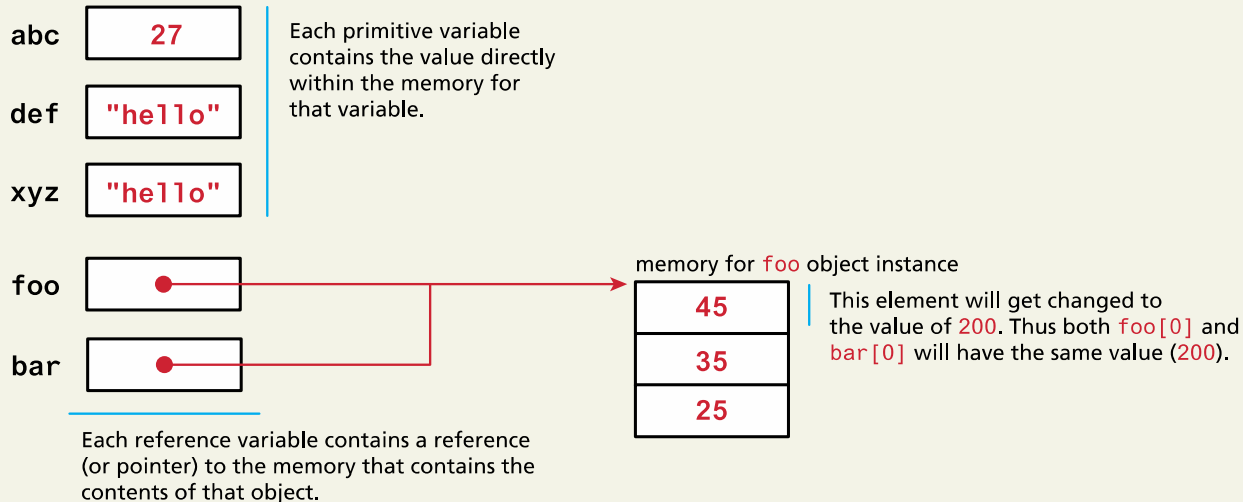 abc 27
Each primitive variable
contains the value directly
within the memory for
that variable.
def "hello"
xyz "hello"
foo
bar
memory for foo object instance
45
35
25
This element will get changed to
the value of 200. Thus both foo[0] and
bar[0] will have the same value (200).
Each reference variable contains a reference
(or pointer) to the memory that contains the
contents of that object.